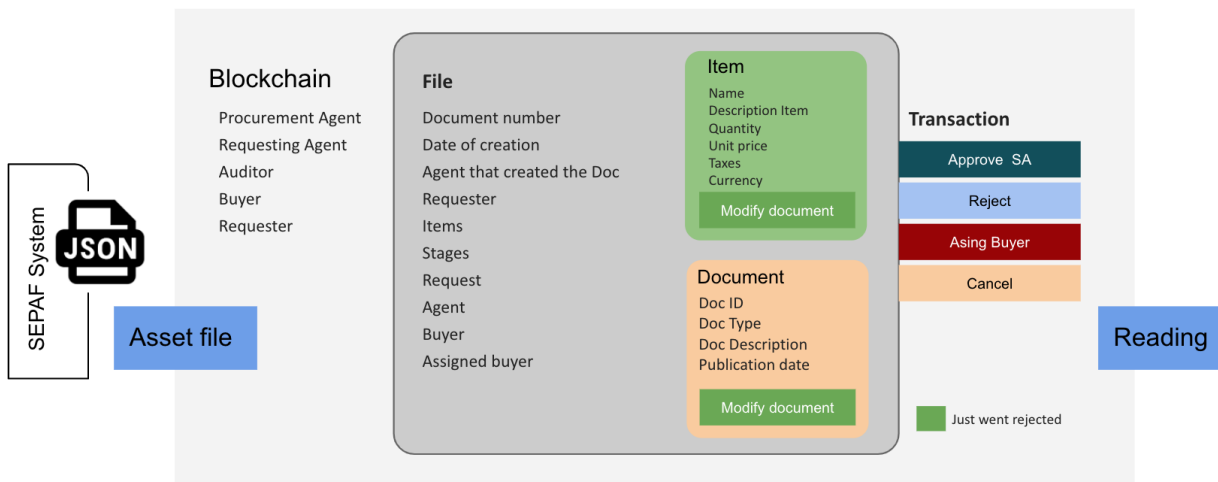 SEPAF System
JSON
Asset file
Blockchain
Procurement Agent
Requesting Agent
Auditor
Buyer
Requester
File
Document number
Date of creation
Agent that created the Doc
Requester
Items
Stages
Request
Agent
Buyer
Assigned buyer
Item
Name
Description Item
Quantity
Unit price
Taxes
Currency
Modify document
Document
Doc ID
Doc Type
Doc Description
Publication date
Modify document
Transaction
Approve SA
Reject
Asing Buyer
Cancel
Reading
Just went rejected